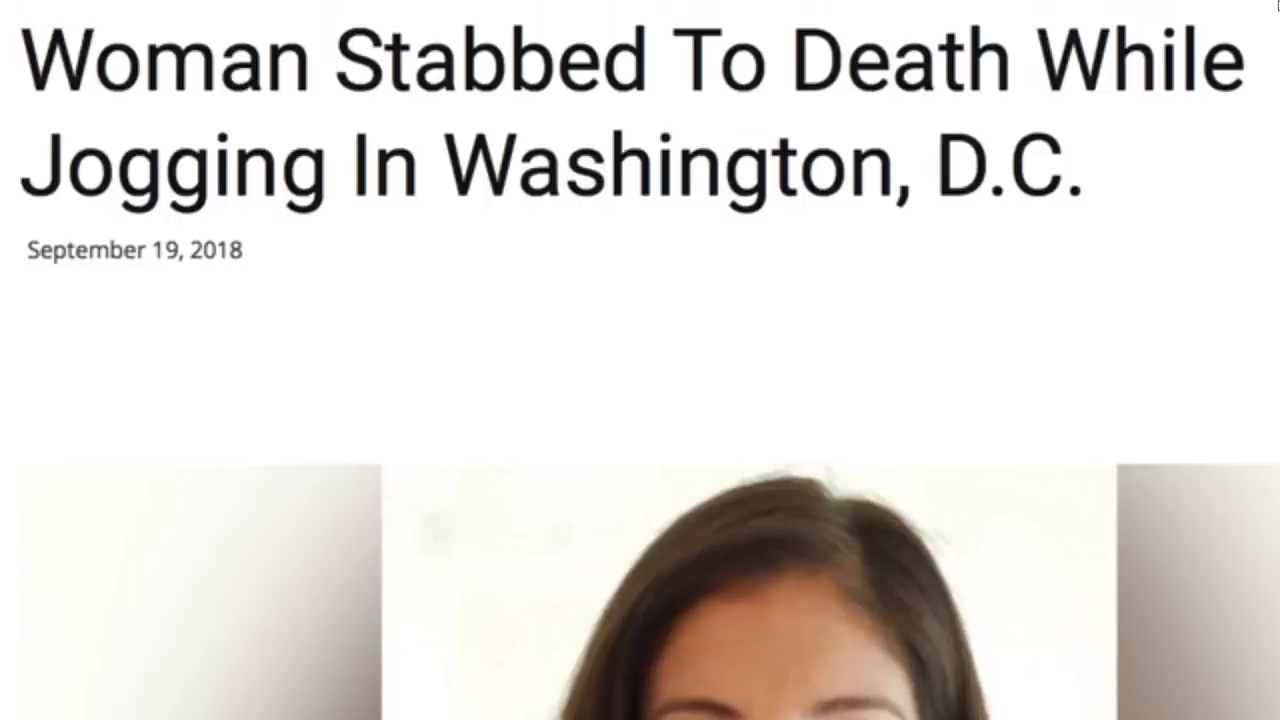 Woman Stabbed To Death While
Jogging In Washington, D.C.
September 19, 2018